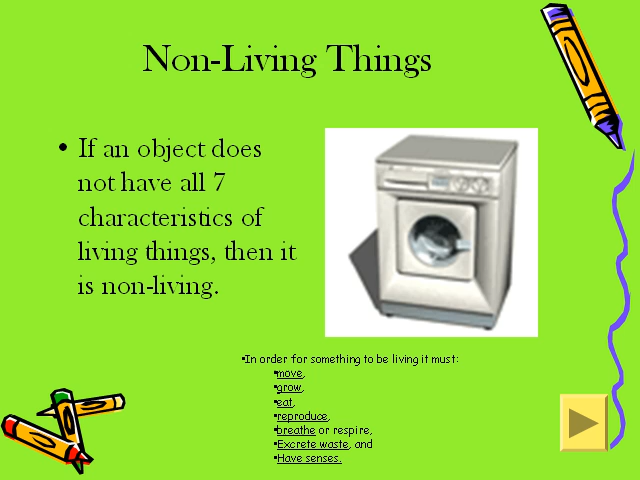 Non-Living Things
• If an object does
not have all 7
characteristics of
living things, then it
is non-living.
•In order for something to be living it must:
•move,
•grow,
•eat,
•reproduce,
•breathe or respire,
•Excrete waste, and
•Have senses.